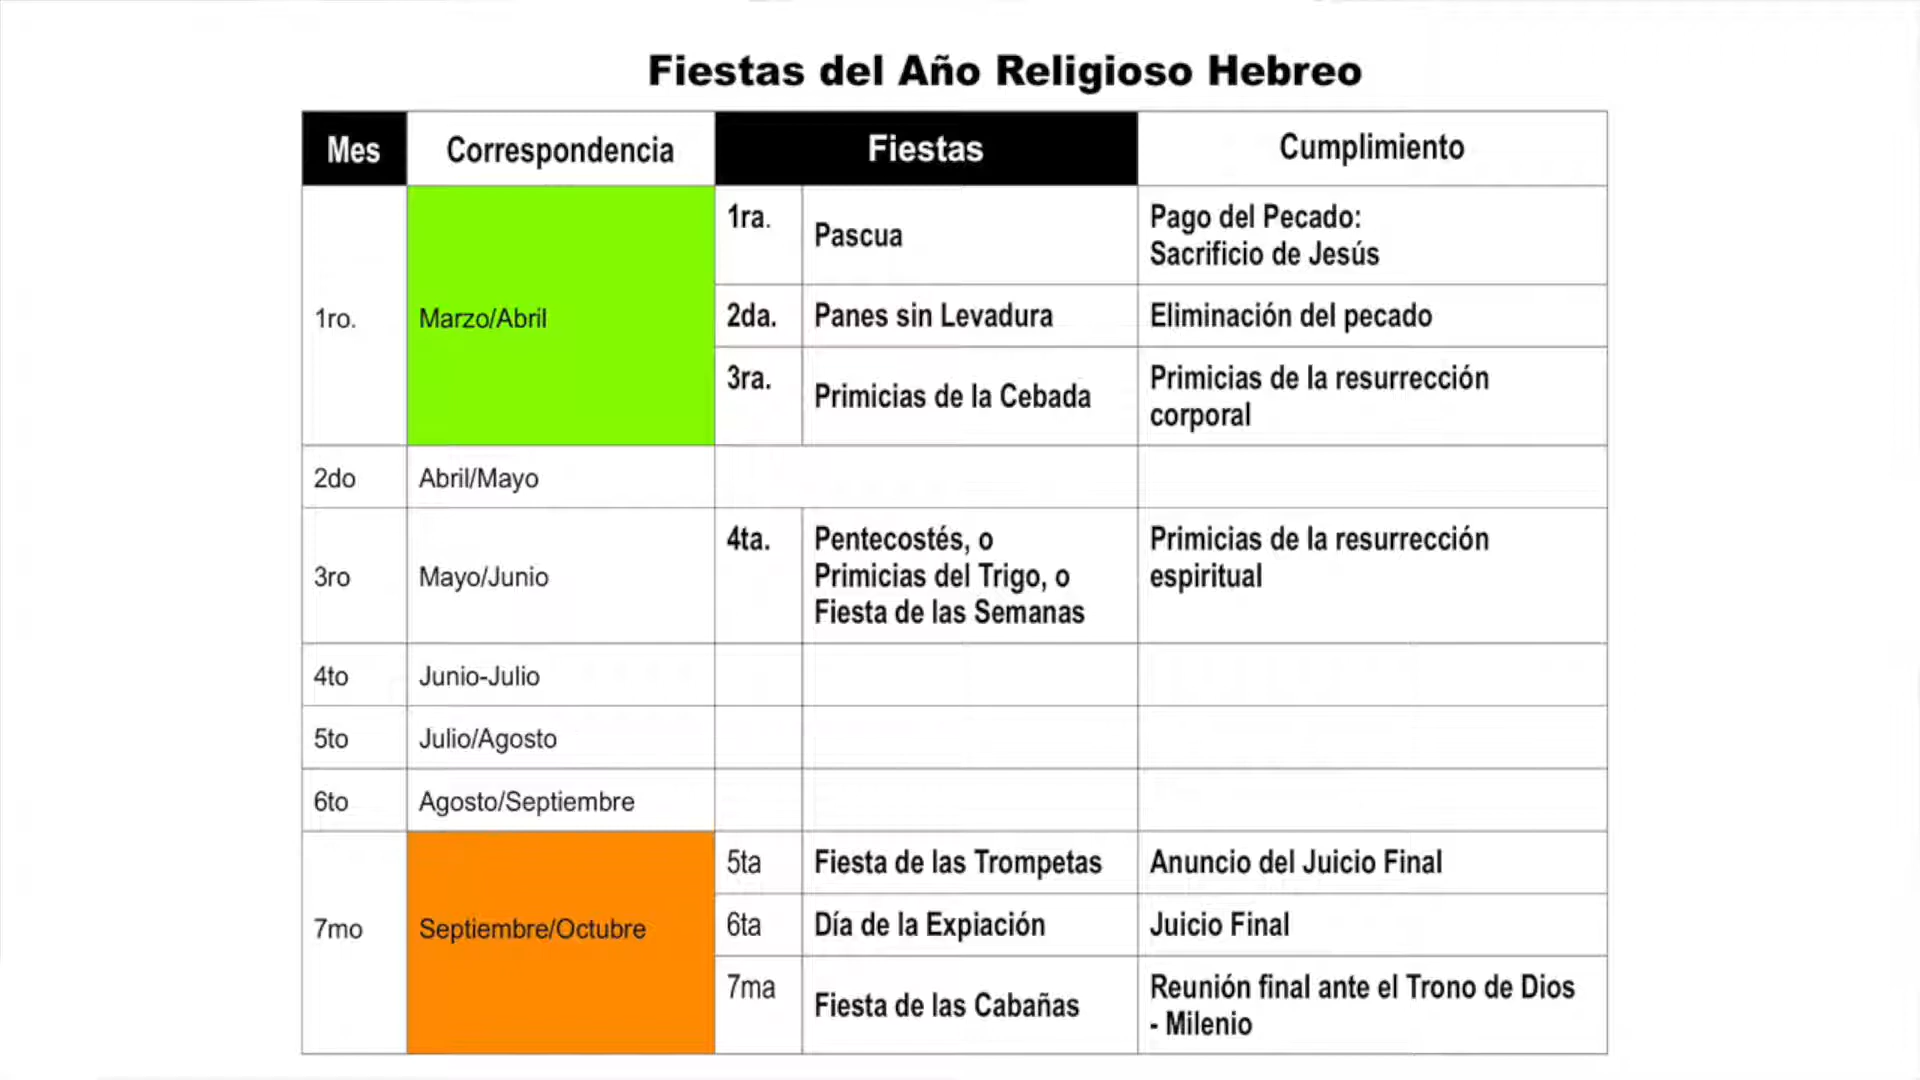 Fiestas del Año Religioso Hebreo
Mes Correspondencia Fiestas Cumplimiento
1ro. Marzo/Abril
1ra. Pascua Pago del Pecado:
Sacrificio de Jesús
2da. Panes sin Levadura Eliminación del pecado
3ra. Primicias de la Cebada Primicias de la resurrección
corporal
2do Abril/Mayo
3ro Mayo/Junio
4ta. Pentecostés, o Primicias de la resurrección
Primicias del Trigo, o espiritual
Fiesta de las Semanas
4to Junio-Julio
5to Julio/Agosto
6to Agosto/Septiembre
7mo Septiembre/Octubre
5ta Fiesta de las Trompetas Anuncio del Juicio Final
6ta Día de la Expiación Juicio Final
7ma Fiesta de las Cabañas Reunión final ante el Trono de Dios
- Milenio